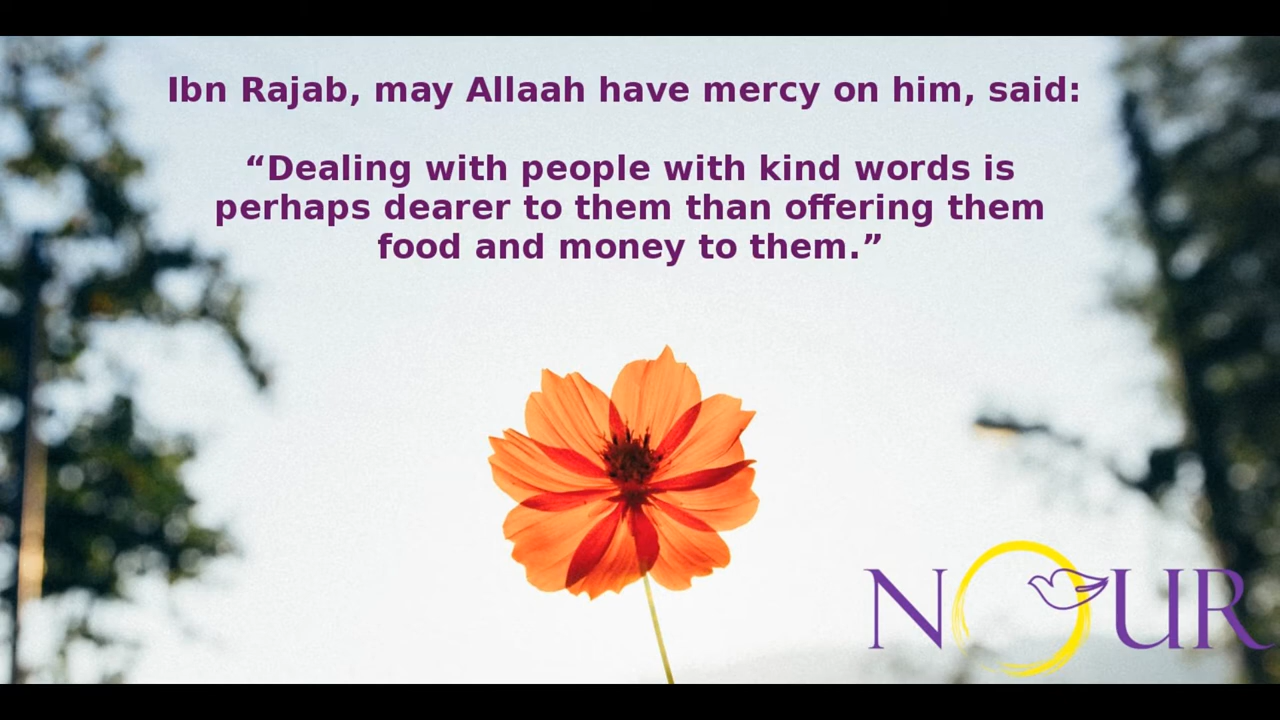 Ibn Rajab, may Allaah have mercy on him, said:
“Dealing with people with kind words is
perhaps dearer to them than offering them
food and money to them.”
NOUR